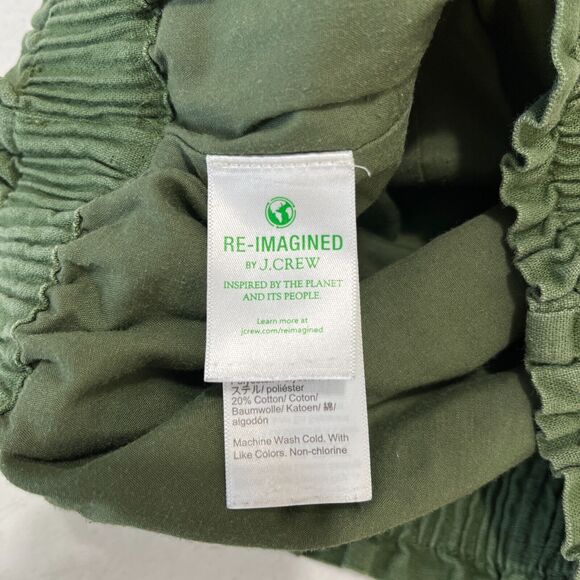 RE-IMAGINED
BY J.CREW
INSPIRED BY THE PLANET
AND ITS PEOPLE.
Learn more at
jcrew.com/reimagined
ステル/ poliéster
20% Cotton/ Coton/
Baumwolle/ Katoen/ 綿/
algodón
Machine Wash Cold. With
Like Colors. Non-chlorine